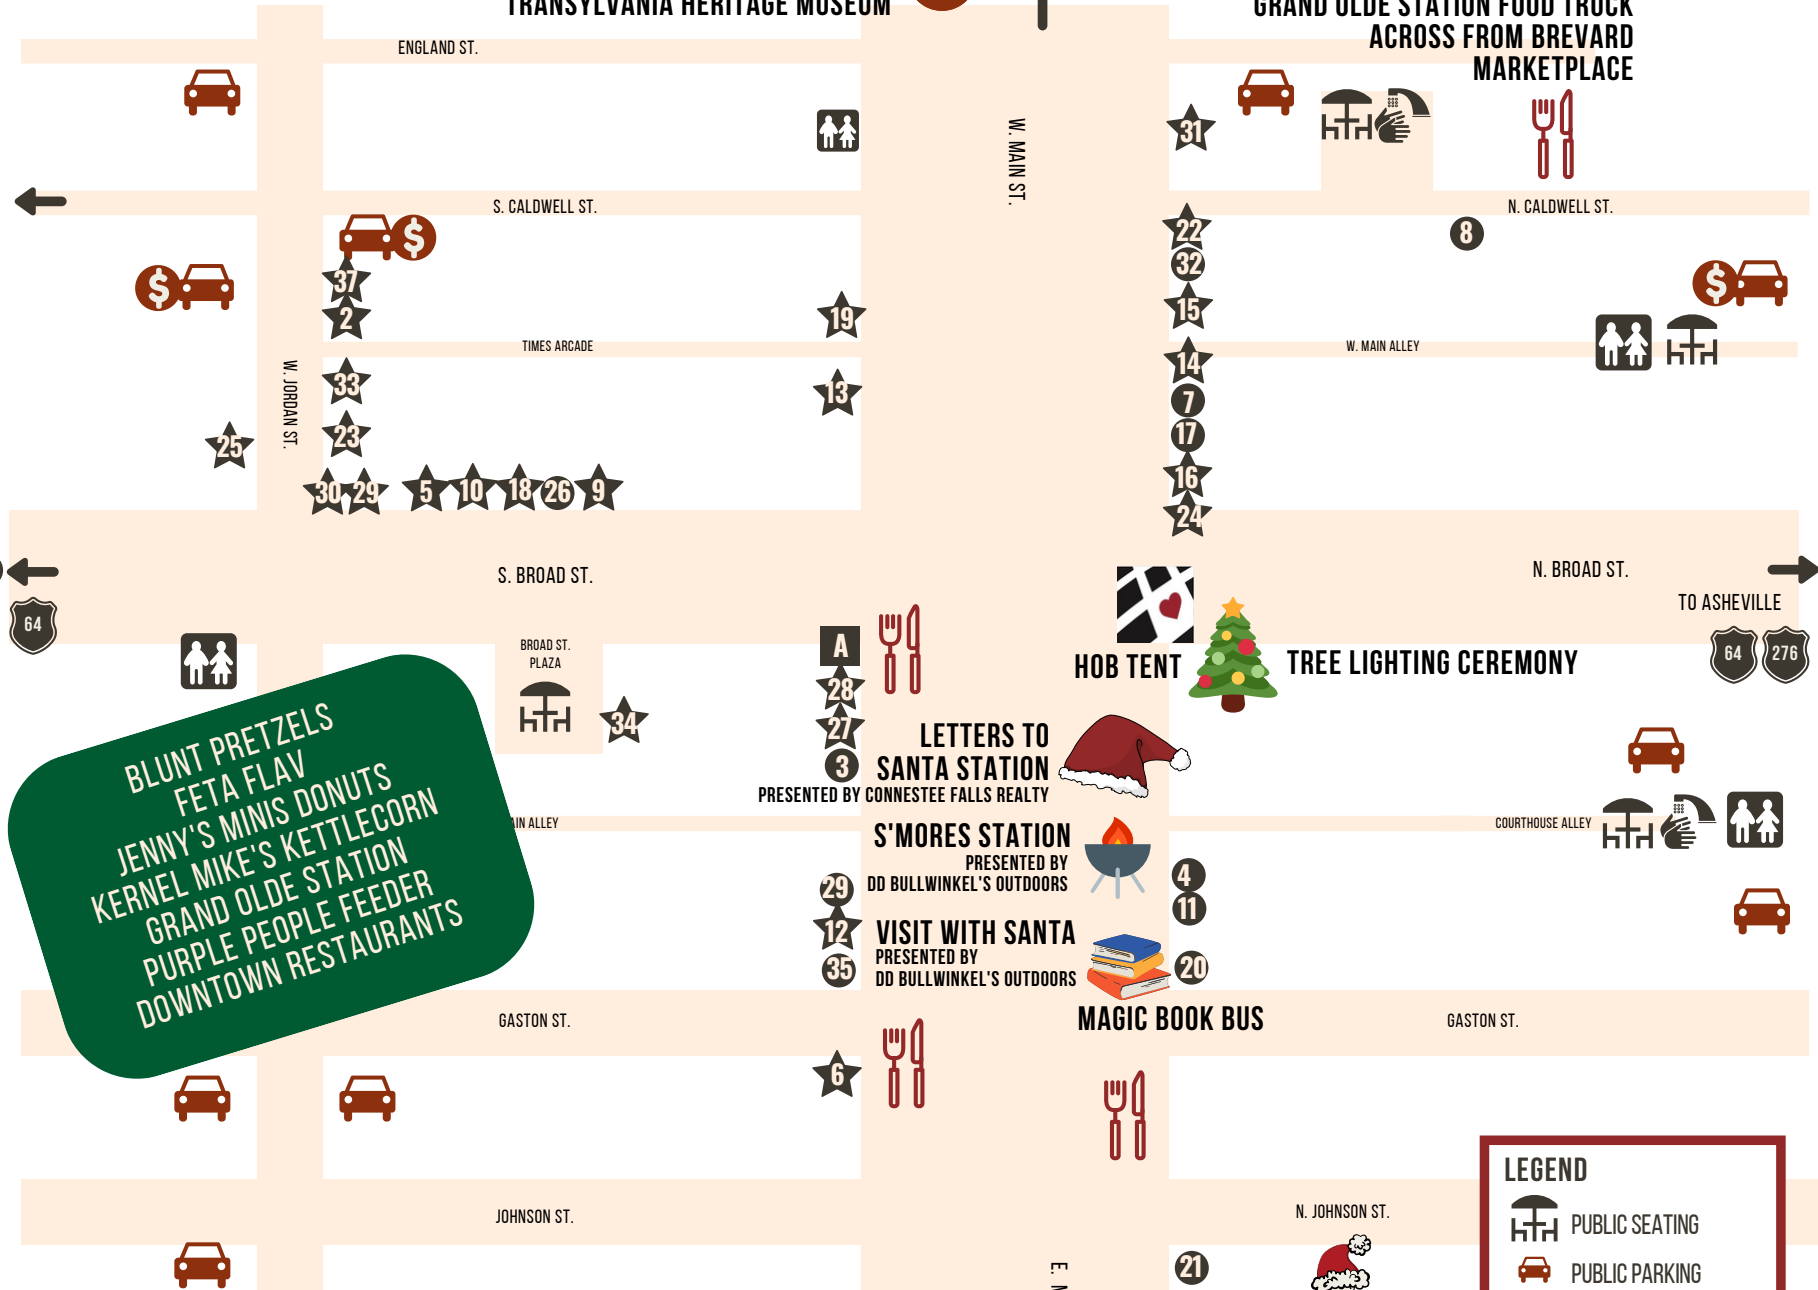 TRANSYLVANIA HERITAGE MUSEUM
GRAND OLDE STATION FOOD TRUCK
ACROSS FROM BREVARD
MARKETPLACE
ENGLAND ST.
W. MAIN ST.
31
S. CALDWELL ST.
N. CALDWELL ST.
22
8
$
32
37
$
$
2
19
15
TIMES ARCADE
W. MAIN ALLEY
14
W. JORDAN ST.
33
13
7
25
23
17
30
29
5
10
18
26
9
16
24
S. BROAD ST.
N. BROAD ST.
TO ASHEVILLE
64
64
276
BROAD ST.
PLAZA
A
HOB TENT
TREE LIGHTING CEREMONY
28
34
27
3
LETTERS TO
SANTA STATION
PRESENTED BY CONNESTEE FALLS REALTY
BLUNT PRETZELS
FETA FLAV
JENNY'S MINIS DONUTS
KERNEL MIKE'S KETTLECORN
GRAND OLDE STATION
PURPLE PEOPLE FEEDER
DOWNTOWN RESTAURANTS
AIN ALLEY
COURTHOUSE ALLEY
S'MORES STATION
PRESENTED BY
DD BULLWINKEL'S OUTDOORS
29
4
11
12
VISIT WITH SANTA
PRESENTED BY
DD BULLWINKEL'S OUTDOORS
35
20
MAGIC BOOK BUS
GASTON ST.
GASTON ST.
6
JOHNSON ST.
N. JOHNSON ST.
21
LEGEND
PUBLIC SEATING
PUBLIC PARKING